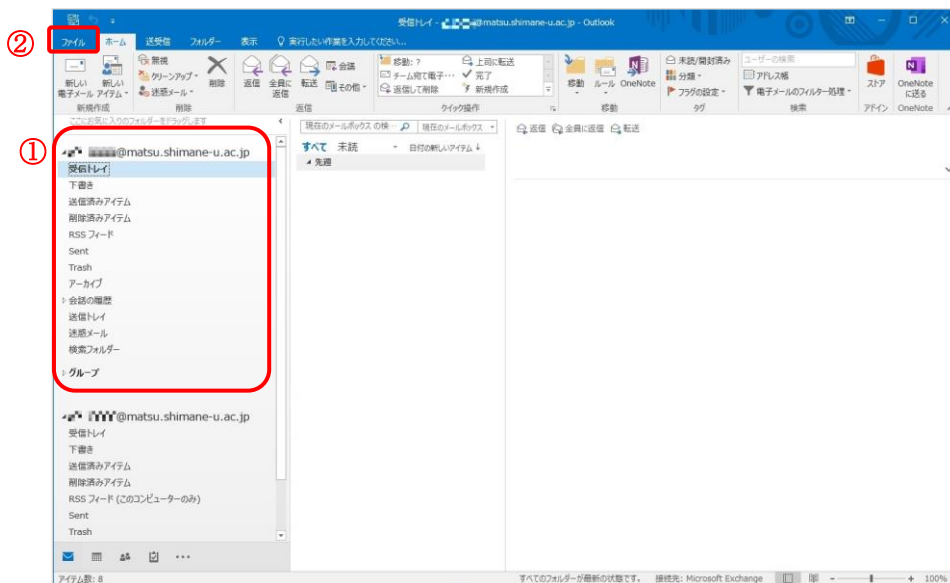 受信トレイ - @matsu.shimane-u.ac.jp - Outlook
②
ファイル ホーム 送受信 フォルダー 表示 実行したい作業を入力してください...
新しい
電子メール
新しい
アイテム
新規作成
無視
クリーンアップ
迷惑メール
削除
削除
返信 全員に
返信
転送
会議
その他
返信
移動: ?
チーム宛て電子…
返信して削除
上司に転送
完了
新規作成
クイック操作
移動 ルール OneNote
移動
未読/開封済み
分類
フラグの設定
タグ
ユーザーの検索
アドレス帳
電子メールのフィルター処理
検索
ストア
アドイン
OneNote
に送る
OneNote
ここにお気に入りのフォルダーをドラッグします
①
@matsu.shimane-u.ac.jp
受信トレイ
下書き
送信済みアイテム
削除済みアイテム
RSS フィード
Sent
Trash
アーカイブ
会話の履歴
送信トレイ
迷惑メール
検索フォルダー
グループ
@matsu.shimane-u.ac.jp
受信トレイ
下書き
送信済みアイテム
削除済みアイテム
RSS フィード (このコンピューターのみ)
Sent
Trash
現在のメールボックス の検… 現在のメールボックス
すべて 未読 日付の新しいアイテム ↓
先週
返信 全員に返信 転送
アイテム数: 8
すべてのフォルダーが最新の状態です。 接続先: Microsoft Exchange - + 100%